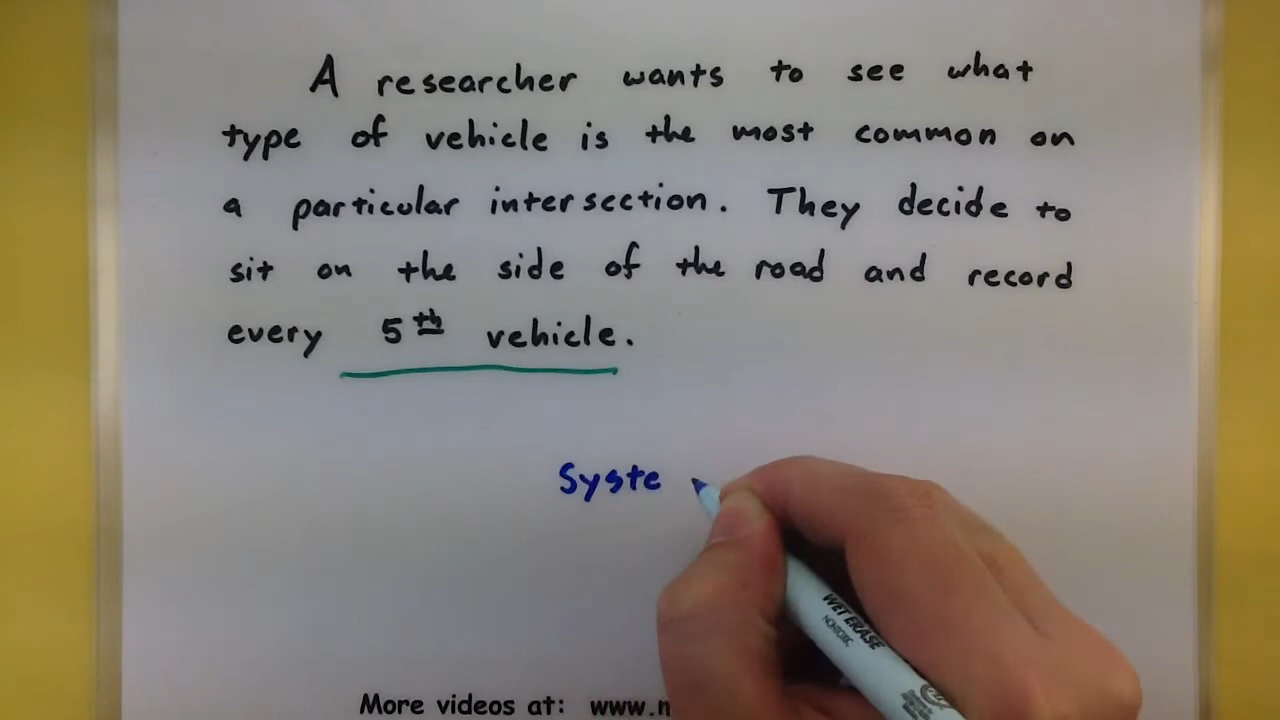 A researcher wants to see what
type of vehicle is the most common on
a particular intersection. They decide to
sit on the side of the road and record
every 5th vehicle.
Syste
WET ERASE
NONTOXIC
More videos at: www.